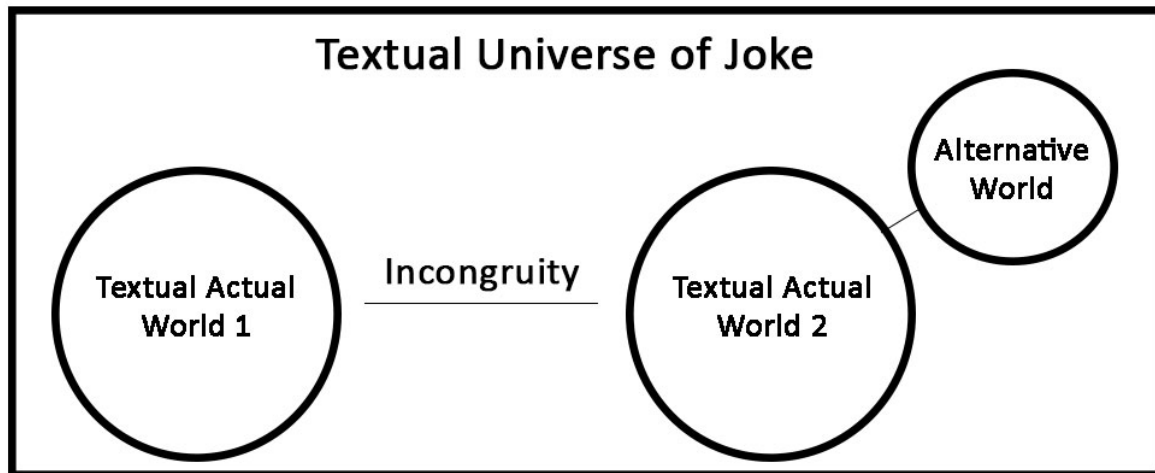 Textual Universe of Joke
Alternative
World
Textual Actual
World 1
Incongruity
Textual Actual
World 2